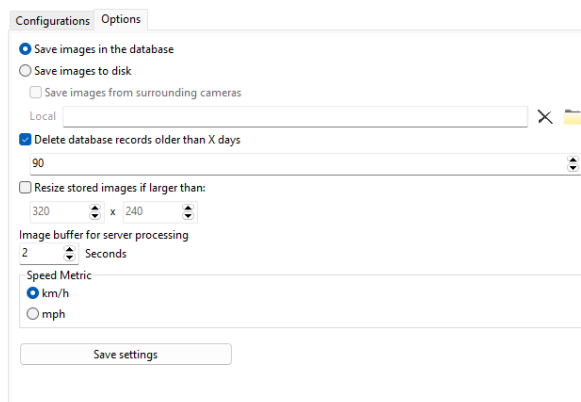 Configurations Options
Save images in the database
Save images to disk
Save images from surrounding cameras
Local
Delete database records older than X days
90
Resize stored images if larger than:
320 x 240
Image buffer for server processing
2 Seconds
Speed Metric
km/h
mph
Save settings